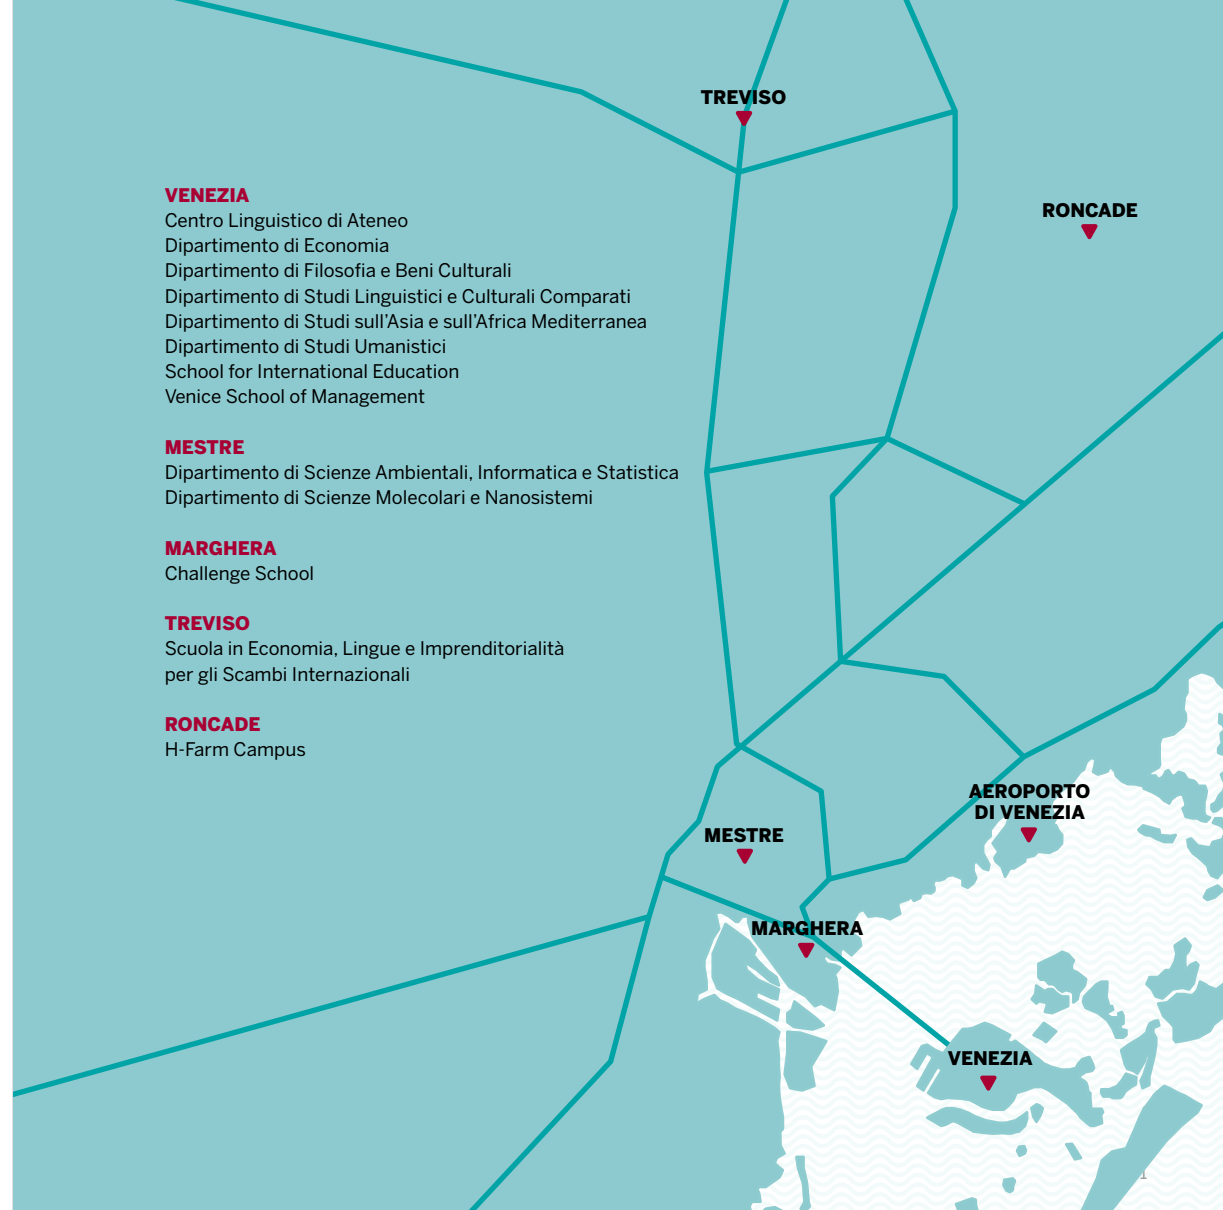 TREVISO
RONCADE
VENEZIA
Centro Linguistico di Ateneo
Dipartimento di Economia
Dipartimento di Filosofia e Beni Culturali
Dipartimento di Studi Linguistici e Culturali Comparati
Dipartimento di Studi sull’Asia e sull’Africa Mediterranea
Dipartimento di Studi Umanistici
School for International Education
Venice School of Management
MESTRE
Dipartimento di Scienze Ambientali, Informatica e Statistica
Dipartimento di Scienze Molecolari e Nanosistemi
MARGHERA
Challenge School
TREVISO
Scuola in Economia, Lingue e Imprenditorialità
per gli Scambi Internazionali
RONCADE
H-Farm Campus
AEROPORTO
DI VENEZIA
MESTRE
MARGHERA
VENEZIA
1